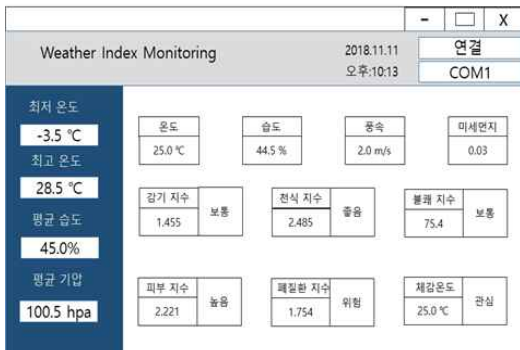 - X
Weather Index Monitoring
2018.11.11
오후:10:13
연결
COM1
최저 온도
-3.5 ℃
최고 온도
28.5 ℃
평균 습도
45.0%
평균 기압
100.5 hpa
온도
25.0 ℃
습도
44.5 %
풍속
2.0 m/s
미세먼지
0.03
감기 지수
1.455
보통
천식 지수
2.485
좋음
불쾌 지수
75.4
보통
피부 지수
2.221
높음
폐질환 지수
1.754
위험
체감온도
25.0 ℃
관심